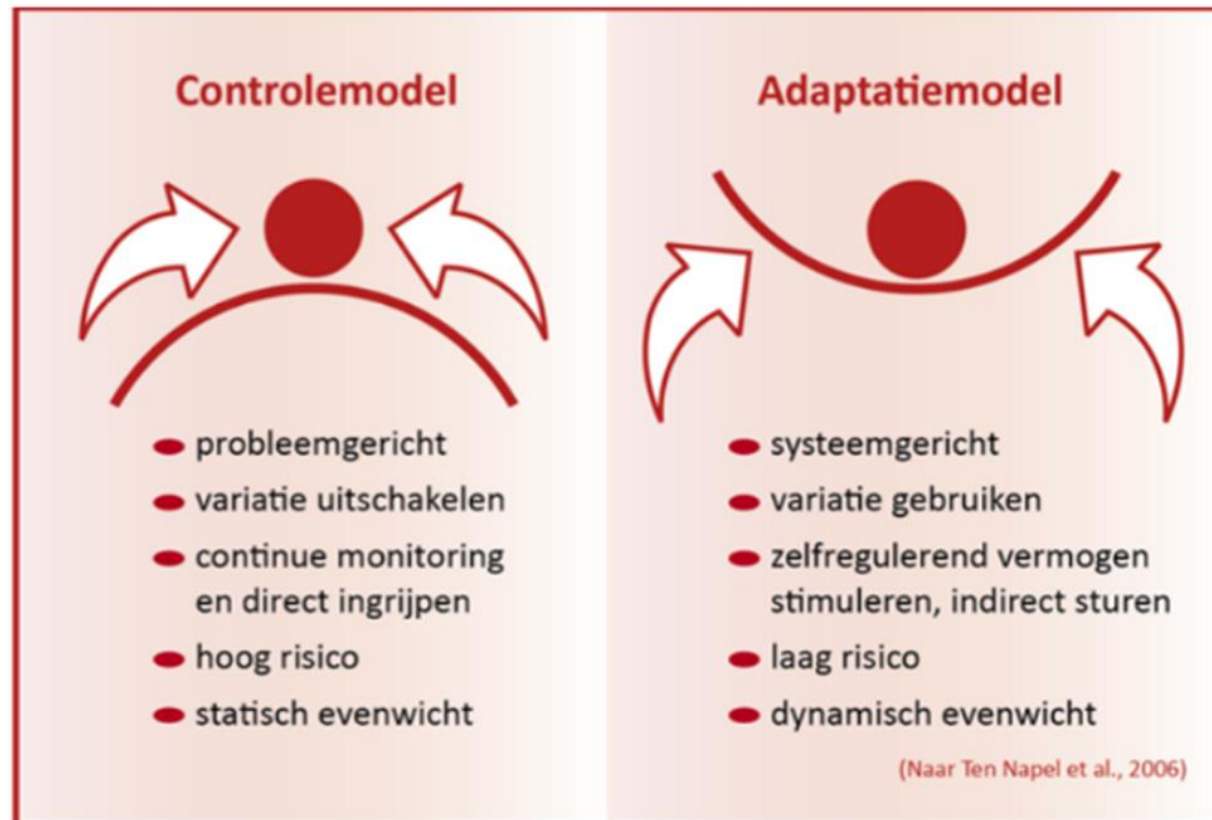 Controlemodel
probleemgericht
variatie uitschakelen
continue monitoring
en direct ingrijpen
hoog risico
statisch evenwicht
Adaptatiemodel
systeemgericht
variatie gebruiken
zelfregulerend vermogen
stimuleren, indirect sturen
laag risico
dynamisch evenwicht
(Naar Ten Napel et al., 2006)